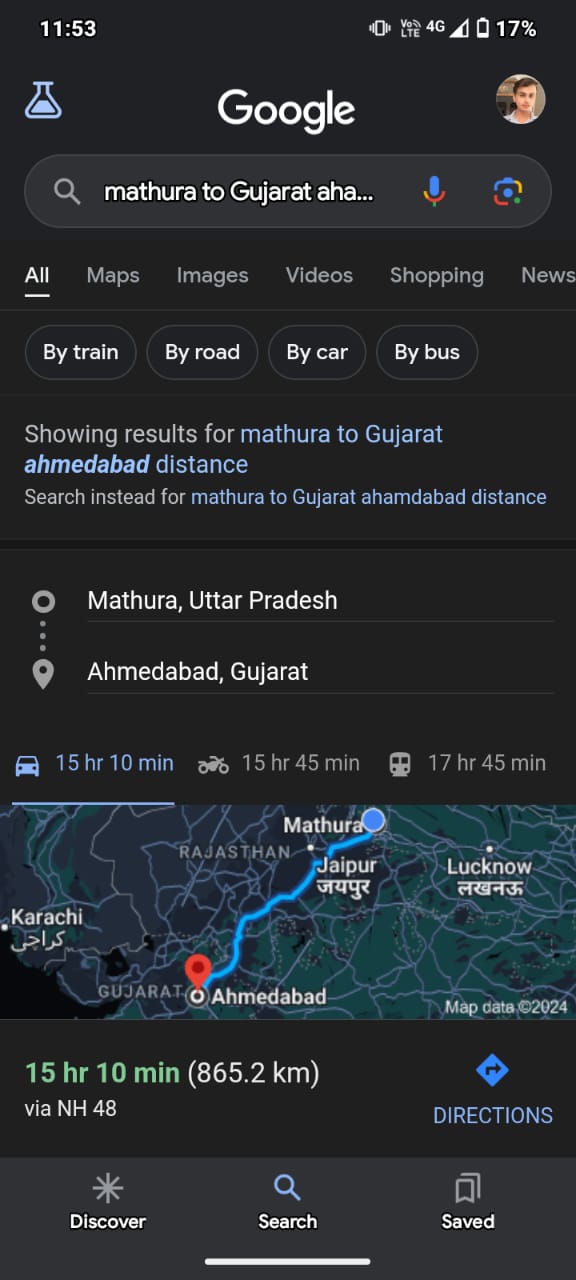 11:53
Vo LTE 4G 17%
Google
mathura to Gujarat aha...
All Maps Images Videos Shopping News
By train By road By car By bus
Showing results for mathura to Gujarat
ahmedabad distance
Search instead for mathura to Gujarat ahamdabad distance
Mathura, Uttar Pradesh
Ahmedabad, Gujarat
15 hr 10 min 15 hr 45 min 17 hr 45 min
Mathura
RAJASTHAN
Jaipur
जयपुर
Lucknow
लखनऊ
Karachi
كراچى
GUJARAT
Ahmedabad
Map data ©2024
15 hr 10 min (865.2 km)
via NH 48
DIRECTIONS
Discover Search Saved